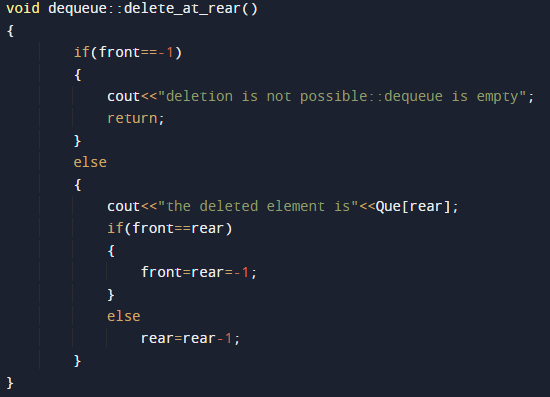 void dequeue::delete_at_rear()
{
if(front==-1)
{
cout<<"deletion is not possible::dequeue is empty";
return;
}
else
{
cout<<"the deleted element is"<<Que[rear];
if(front==rear)
{
front=rear=-1;
}
else
rear=rear-1;
}
}